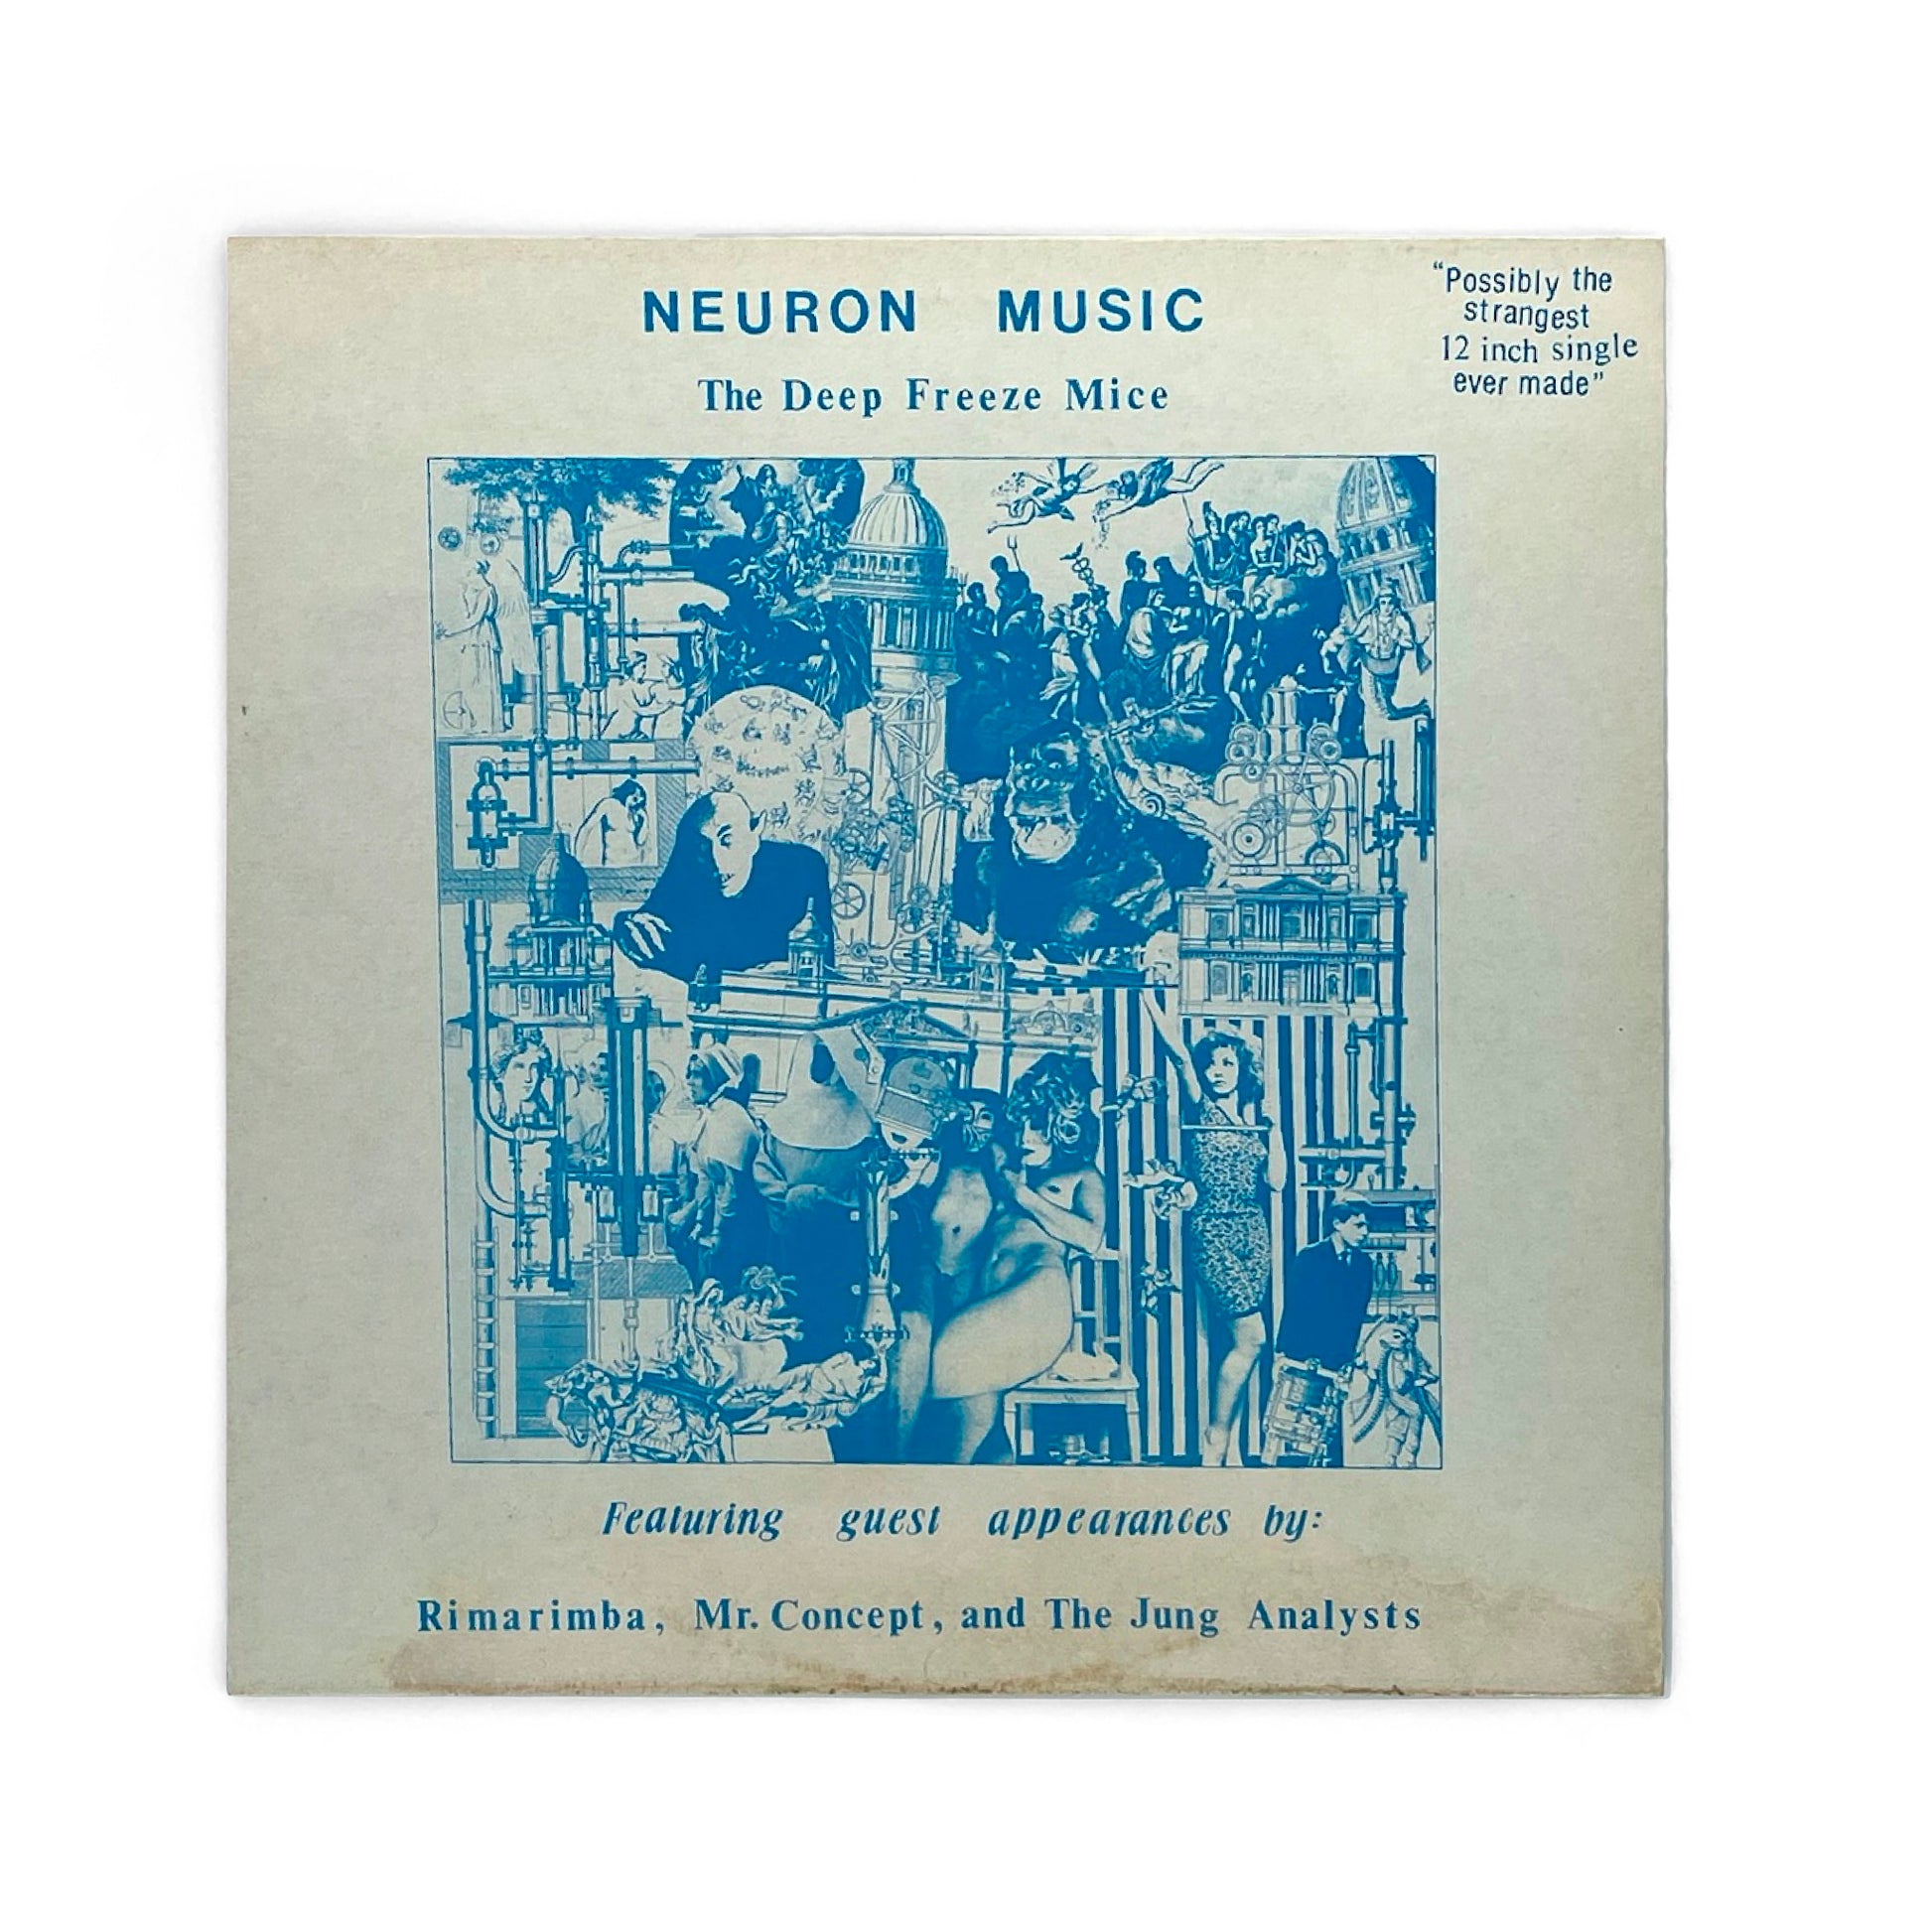 NEURON MUSIC
The Deep Freeze Mice
“Possibly the
strangest
12 inch single
ever made”
Featuring guest appearances by:
Rimarimba, Mr. Concept, and The Jung Analysts